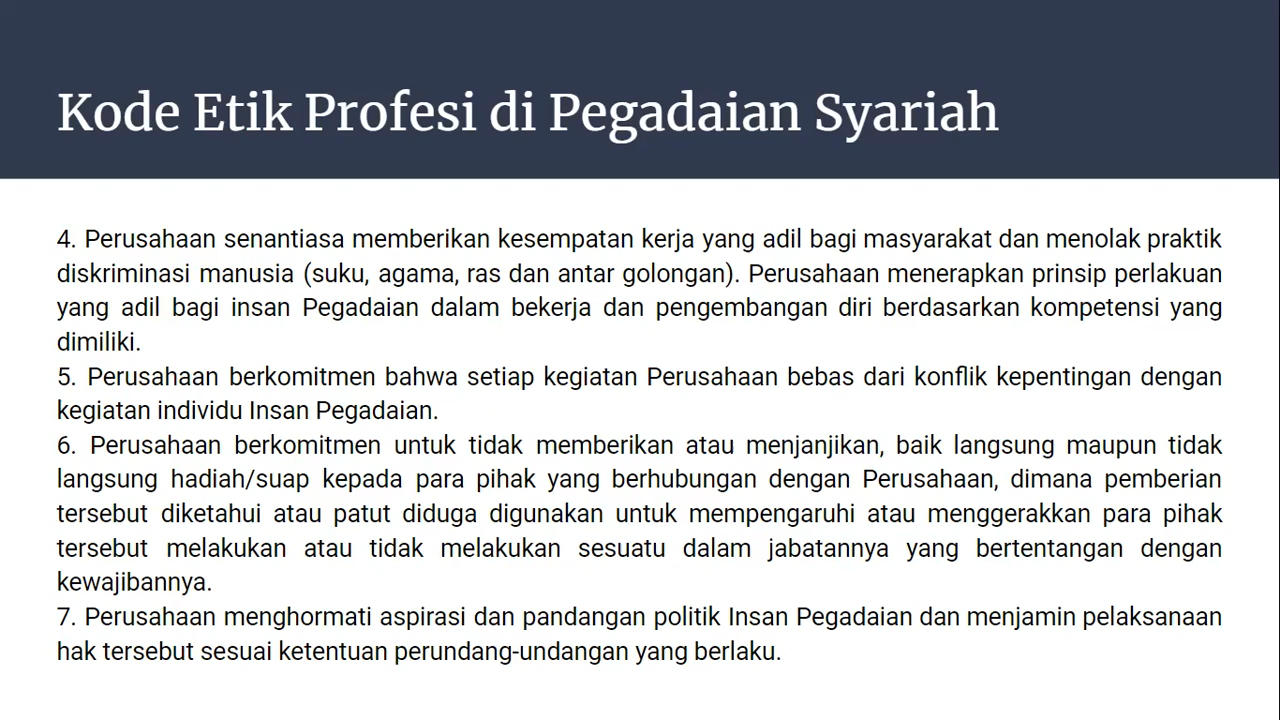 Kode Etik Profesi di Pegadaian Syariah
4. Perusahaan senantiasa memberikan kesempatan kerja yang adil bagi masyarakat dan menolak praktik
diskriminasi manusia (suku, agama, ras dan antar golongan). Perusahaan menerapkan prinsip perlakuan
yang adil bagi insan Pegadaian dalam bekerja dan pengembangan diri berdasarkan kompetensi yang
dimiliki.
5. Perusahaan berkomitmen bahwa setiap kegiatan Perusahaan bebas dari konflik kepentingan dengan
kegiatan individu Insan Pegadaian.
6. Perusahaan berkomitmen untuk tidak memberikan atau menjanjikan, baik langsung maupun tidak
langsung hadiah/suap kepada para pihak yang berhubungan dengan Perusahaan, dimana pemberian
tersebut diketahui atau patut diduga digunakan untuk mempengaruhi atau menggerakkan para pihak
tersebut melakukan atau tidak melakukan sesuatu dalam jabatannya yang bertentangan dengan
kewajibannya.
7. Perusahaan menghormati aspirasi dan pandangan politik Insan Pegadaian dan menjamin pelaksanaan
hak tersebut sesuai ketentuan perundang-undangan yang berlaku.